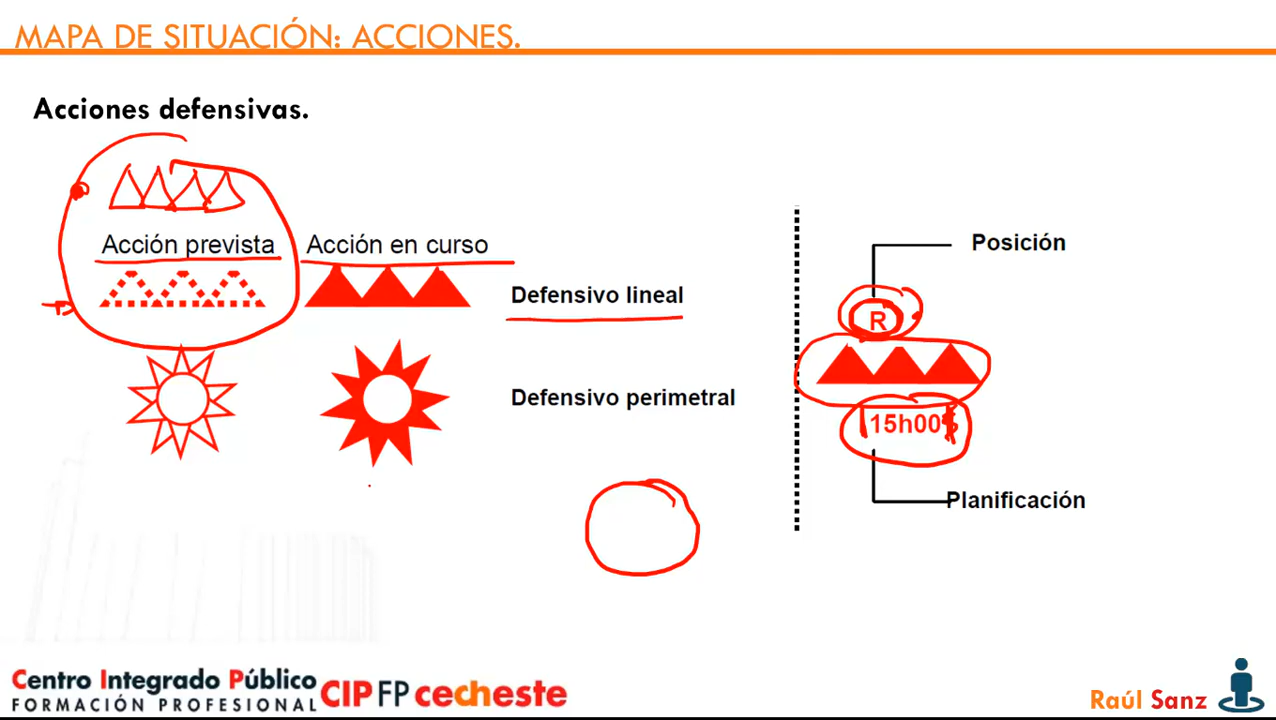 MAPA DE SITUACIÓN: ACCIONES.
Acciones defensivas.
Acción prevista
Acción en curso
Defensivo lineal
Defensivo perimetral
Posición
R
15h00
Planificación
Centro Integrado Público
FORMACIÓN PROFESIONAL
CIPFP cecheste
Raúl Sanz